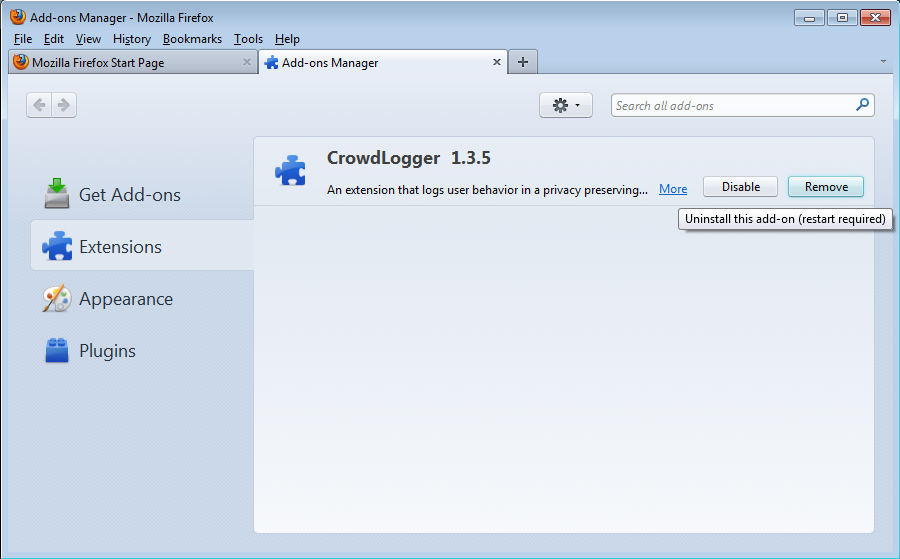 Add-ons Manager - Mozilla Firefox
File Edit View History Bookmarks Tools Help
Mozilla Firefox Start Page Add-ons Manager
Search all add-ons
Get Add-ons
Extensions
Appearance
Plugins
CrowdLogger 1.3.5
An extension that logs user behavior in a privacy preserving... More Disable Remove
Uninstall this add-on (restart required)